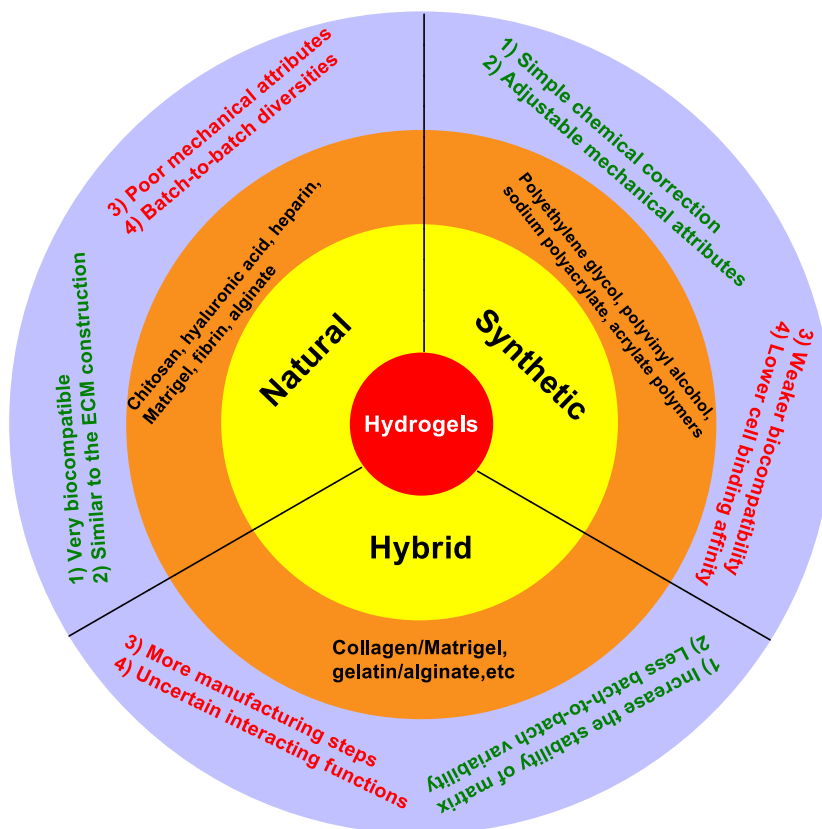 Hydrogels
Natural
Chitosan, hyaluronic acid, heparin,
Matrigel, fibrin, alginate
1) Very biocompatible
2) Similar to the ECM construction
3) Poor mechanical attributes
4) Batch-to-batch diversities
Synthetic
Polyethylene glycol, polyvinyl alcohol,
sodium polyacrylate, acrylate polymers
1) Simple chemical correction
2) Adjustable mechanical attributes
3) Weaker biocompatibility
4) Lower cell binding affinity
Hybrid
Collagen/Matrigel,
gelatin/alginate,etc
1) Increase the stability of matrix
2) Less batch-to-batch variability
3) More manufacturing steps
4) Uncertain interacting functions